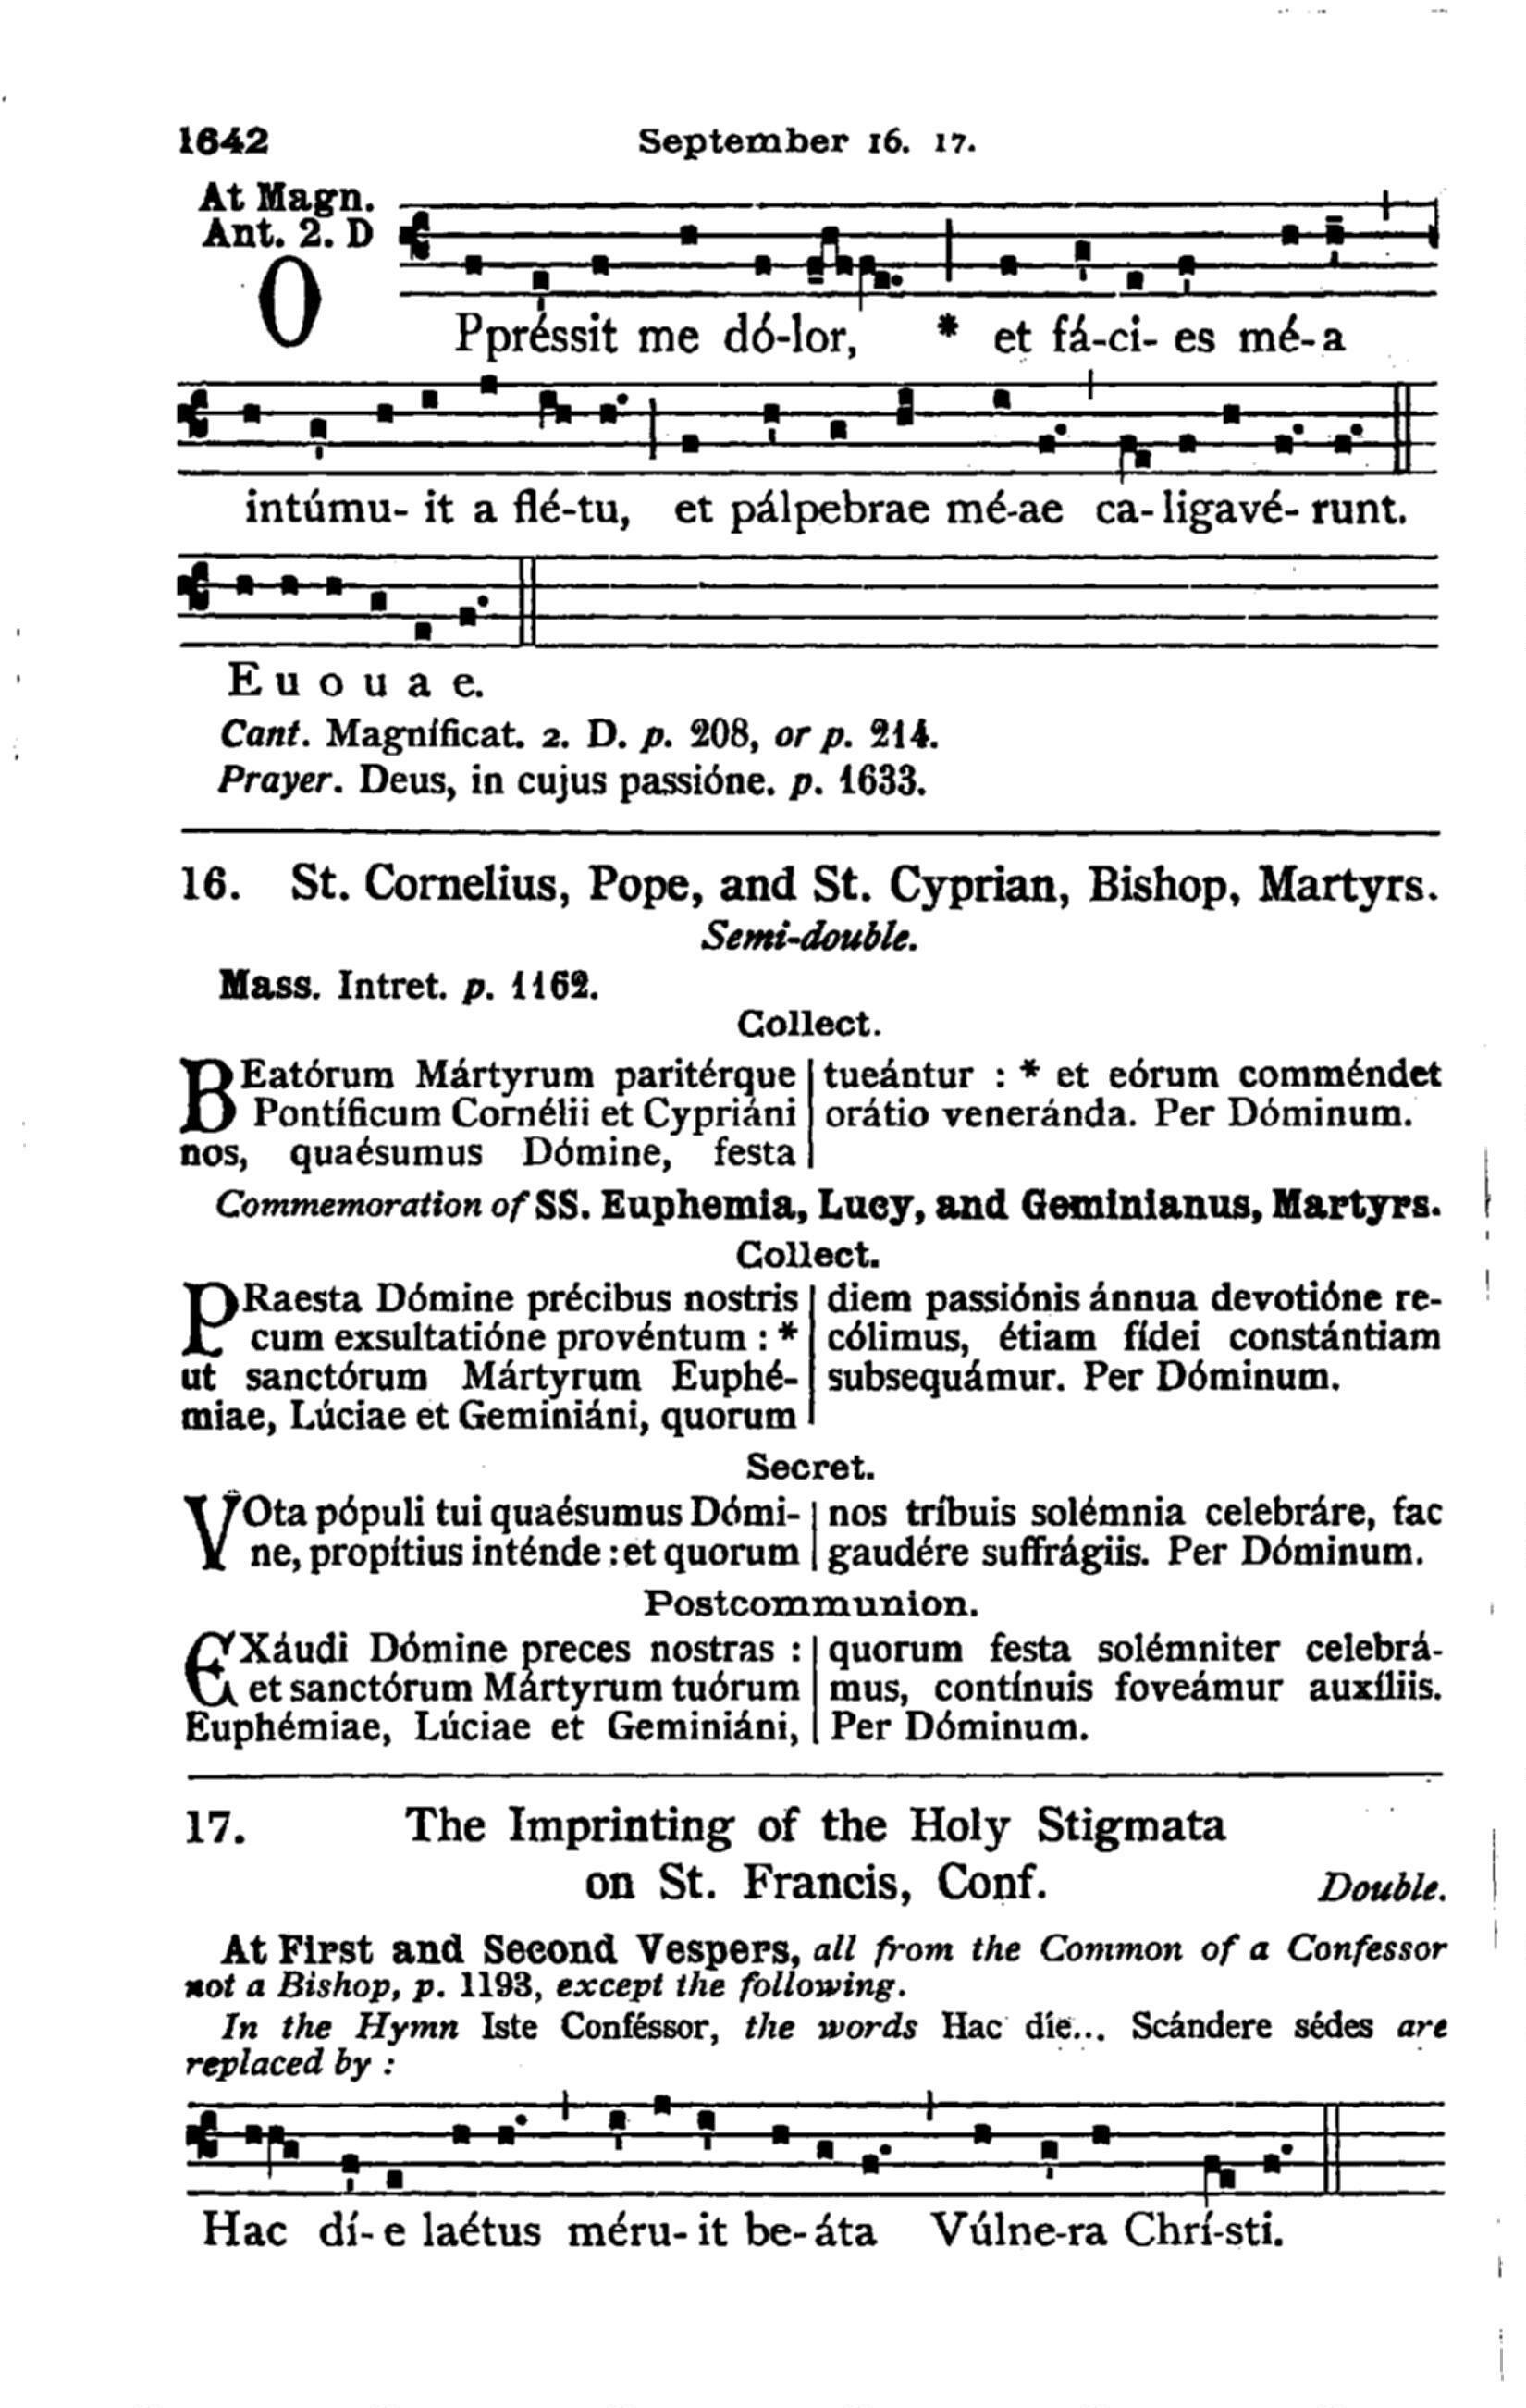 1642 September 16. 17.
At Magn.
Ant. 2. D
OPpréssit me dó-lor, * et fá-ci- es mé-a
intúmu- it a flé-tu, et pálpebrae mé-ae ca-ligavé- runt.
E u o u a e.
Cant. Magníficat. 2. D. p. 208, or p. 214.
Prayer. Deus, in cujus passióne. p. 1633.
16. St. Cornelius, Pope, and St. Cyprian, Bishop, Martyrs.
Semi-double.
Mass. Intret. p. 1162.
Collect.
BEatórum Mártyrum paritérque
Pontíficum Cornélii et Cypriáni
nos, quaésumus Dómine, festa
tueántur : * et eórum comméndet
orátio veneránda. Per Dóminum.
Commemoration of SS. Euphemia, Lucy, and Geminianus, Martyrs.
Collect.
PRaesta Dómine précibus nostris
cum exsultatióne provéntum : *
ut sanctórum Mártyrum Euphé-
miae, Lúciae et Geminiáni, quorum
diem passiónis ánnua devotióne re-
cólimus, étiam fídei constántiam
subsequámur. Per Dóminum.
Secret.
VOta pópuli tui quaésumus Dómi-
ne, propítius inténde : et quorum
nos tríbuis solémnia celebráre, fac
gaudére suffrágiis. Per Dóminum.
Postcommunion.
EXáudi Dómine preces nostras :
et sanctórum Mártyrum tuórum
Euphémiae, Lúciae et Geminiáni,
quorum festa solémniter celebrá-
mus, contínuis foveámur auxíliis.
Per Dóminum.
17. The Imprinting of the Holy Stigmata
on St. Francis, Conf. Double.
At First and Second Vespers, all from the Common of a Confessor
not a Bishop, p. 1193, except the following.
In the Hymn Iste Conféssor, the words Hac díe... Scándere sédes are
replaced by :
Hac dí- e laétus méru- it be-áta Vúlne-ra Chrí-sti.